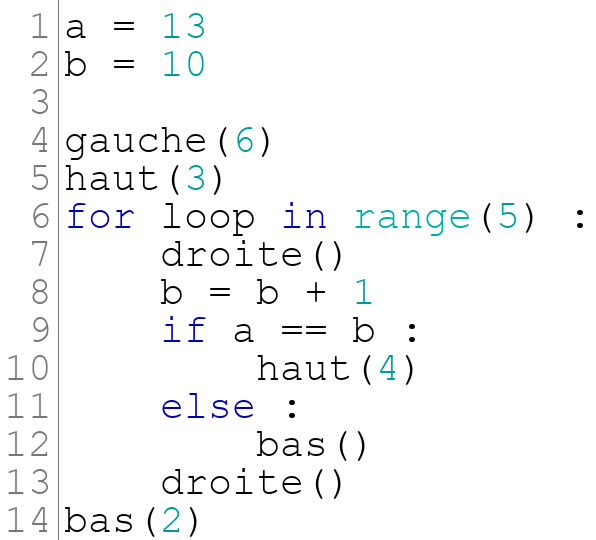 1 a = 13
2 b = 10
3
4 gauche(6)
5 haut(3)
6 for loop in range(5) :
7     droite()
8     b = b + 1
9     if a == b :
10         haut(4)
11     else :
12         bas()
13     droite()
14 bas(2)